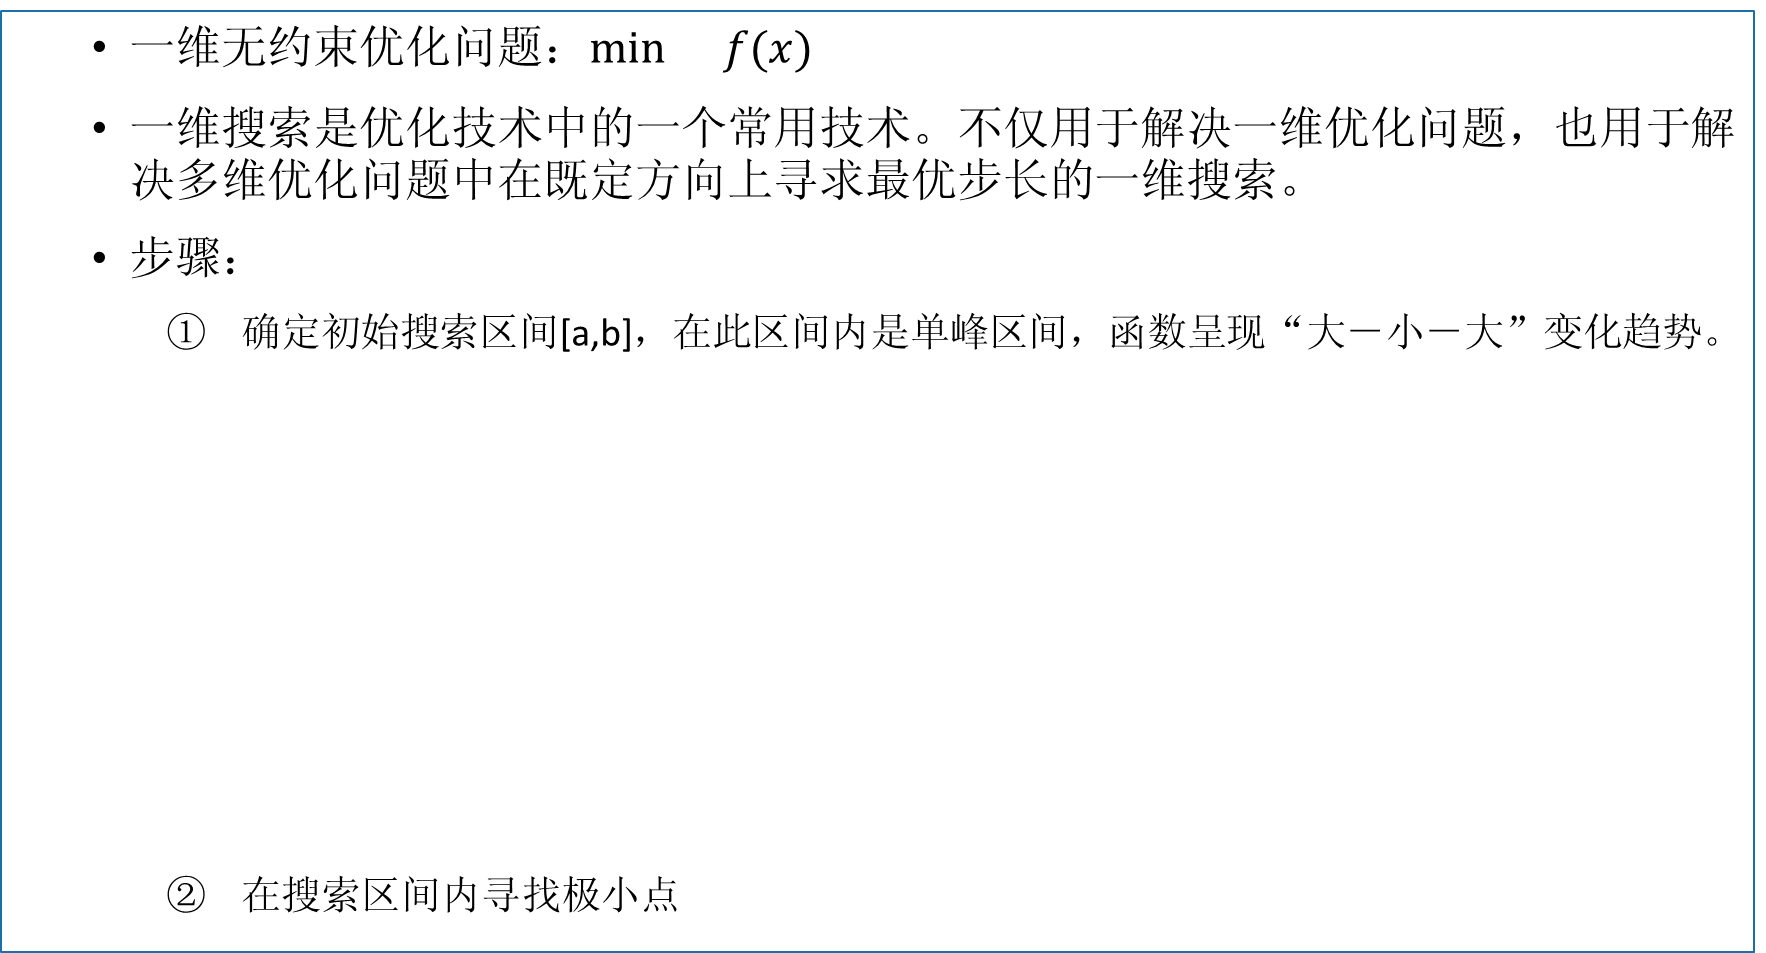 • 一维无约束优化问题：min f(x)
• 一维搜索是优化技术中的一个常用技术。不仅用于解决一维优化问题，也用于解
决多维优化问题中在既定方向上寻求最优步长的一维搜索。
• 步骤：
① 确定初始搜索区间[a,b]，在此区间内是单峰区间，函数呈现“大－小－大”变化趋势。
② 在搜索区间内寻找极小点